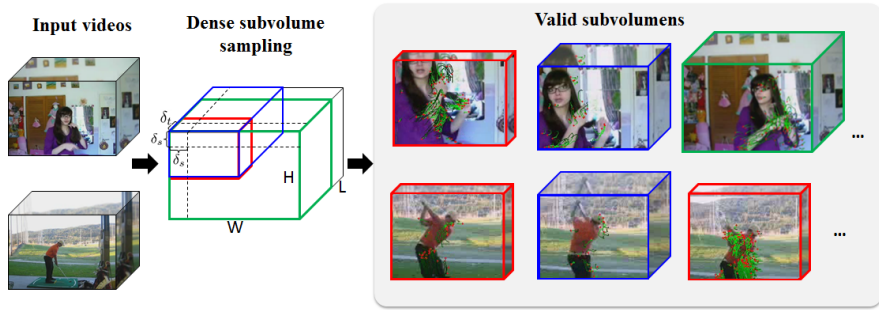 Input videos
Dense subvolume
sampling
Valid subvolumens
δt
δs
δs
H
L
W
...
...